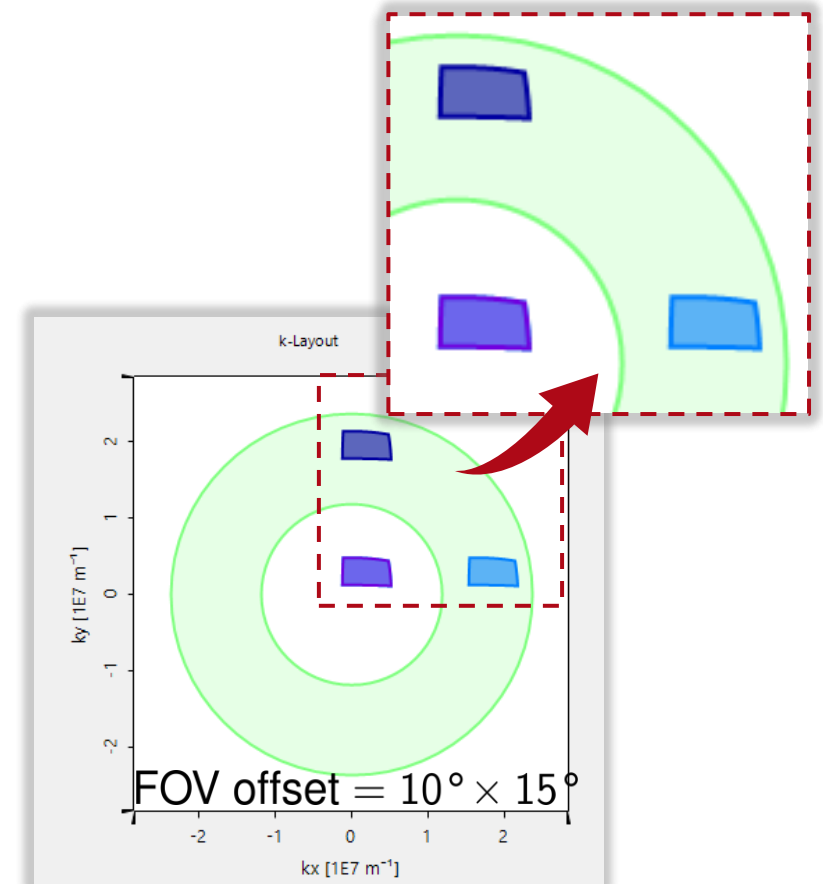 k-Layout
ky [1E7 m⁻¹]
2
1
0
-1
-2
FOV offset = 10° × 15°
-2 -1 0 1 2
kx [1E7 m⁻¹]